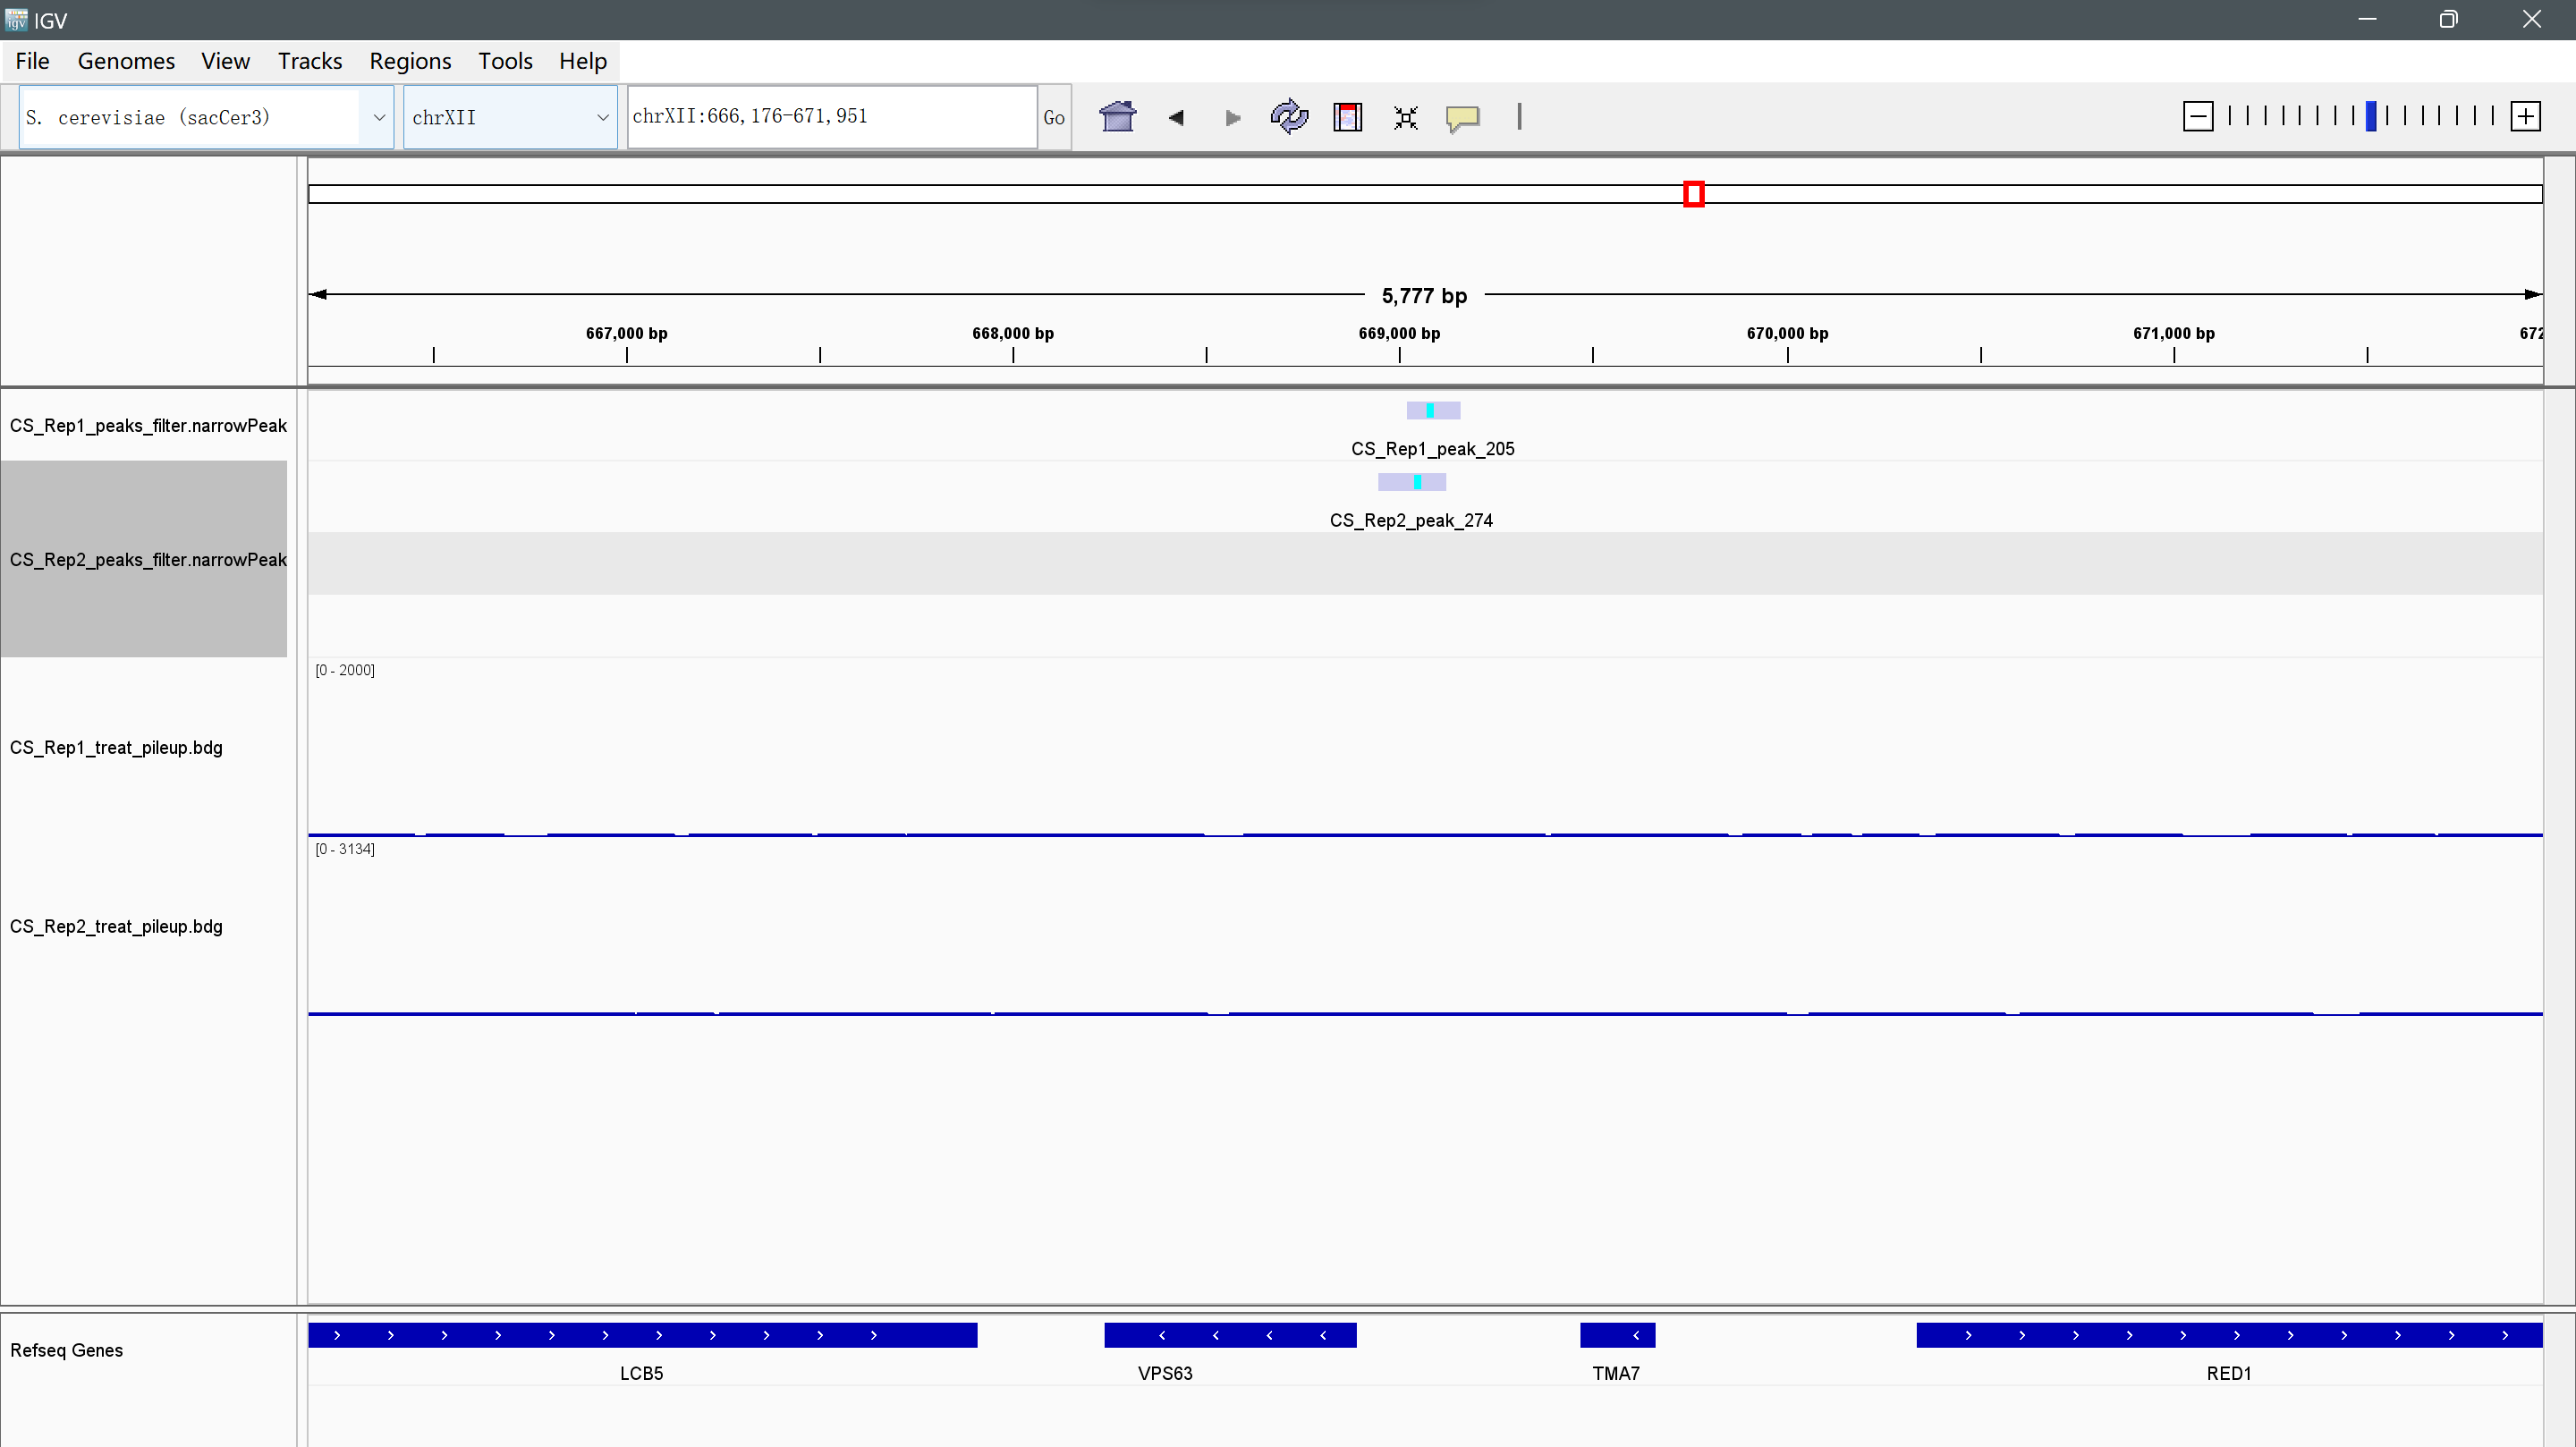 IGV
File Genomes View Tracks Regions Tools Help
S. cerevisiae (sacCer3) chrXII chrXII:666,176-671,951 Go
5,777 bp
667,000 bp 668,000 bp 669,000 bp 670,000 bp 671,000 bp 672
CS_Rep1_peaks_filter.narrowPeak
CS_Rep1_peak_205
CS_Rep2_peak_274
CS_Rep2_peaks_filter.narrowPeak
[0 - 2000]
CS_Rep1_treat_pileup.bdg
[0 - 3134]
CS_Rep2_treat_pileup.bdg
Refseq Genes
LCB5 VPS63 TMA7 RED1